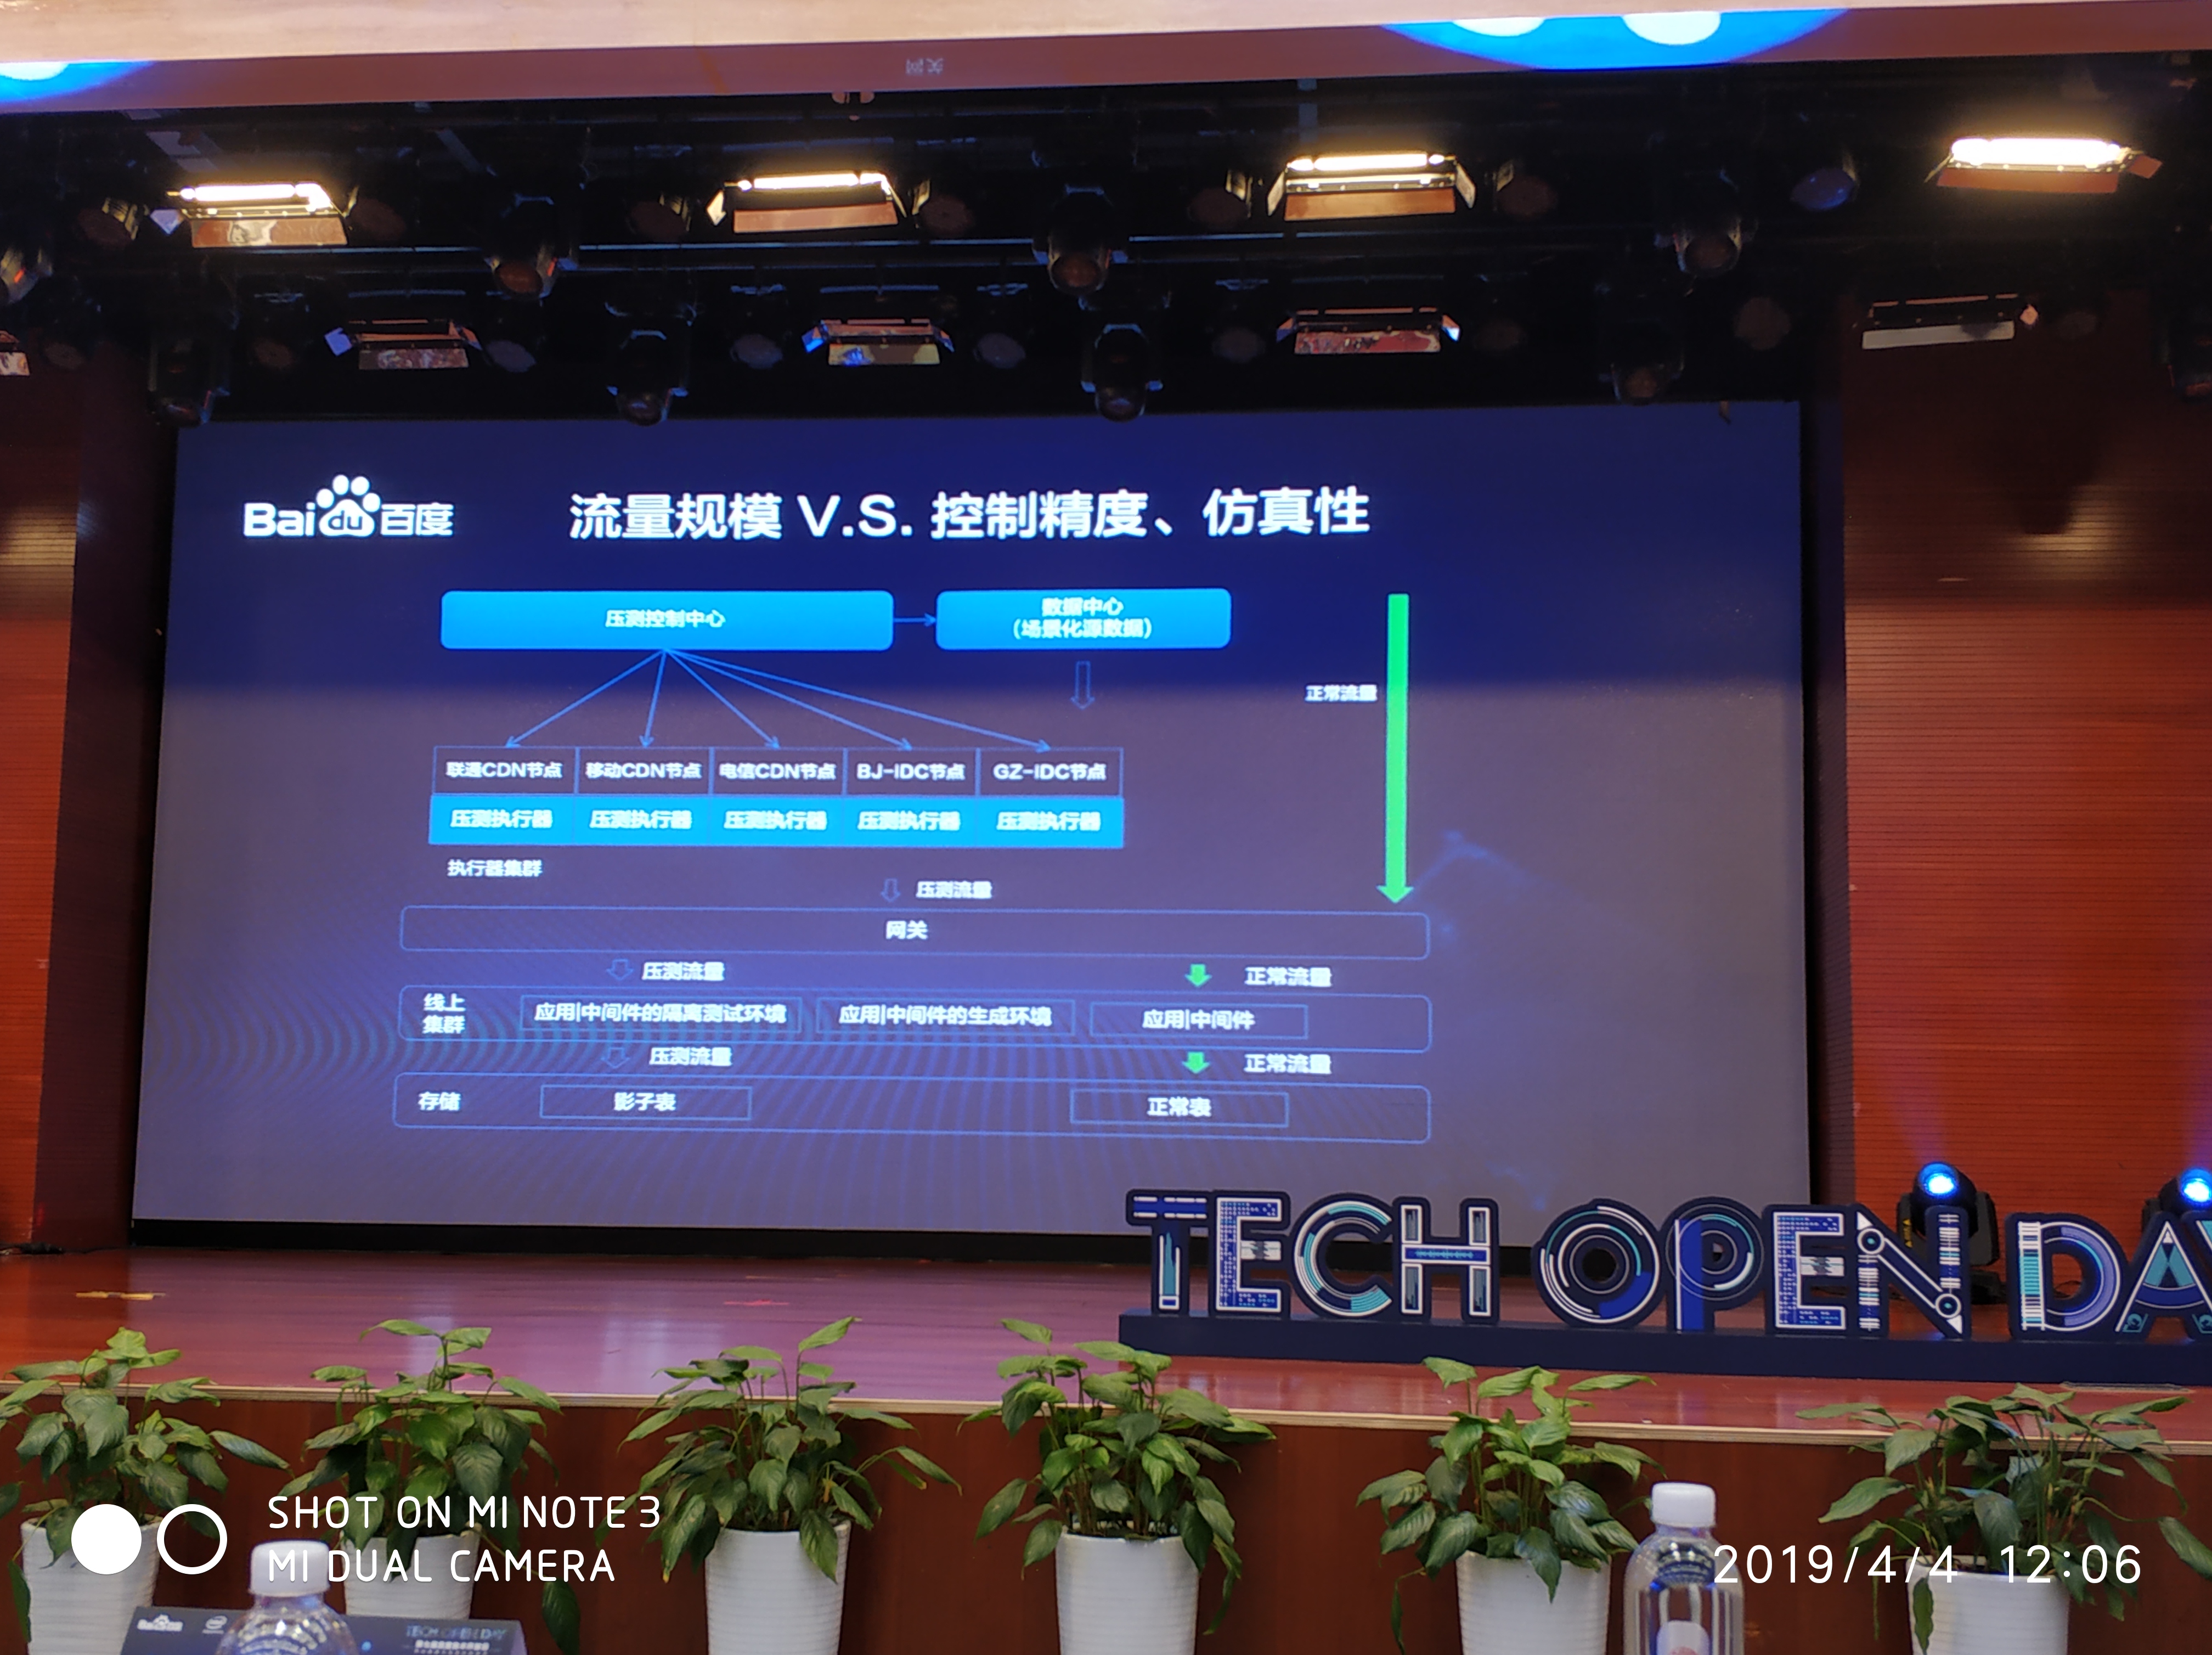 网关
Bai du 百度
流量规模 V.S. 控制精度、仿真性
压测控制中心
数据中心
(场景化源数据)
正常流量
联通CDN节点 移动CDN节点 电信CDN节点 BJ-IDC节点 GZ-IDC节点
压测执行器 压测执行器 压测执行器 压测执行器 压测执行器
执行器集群
压测流量
网关
压测流量 正常流量
线上
集群
应用|中间件的隔离测试环境 应用|中间件的生成环境 应用|中间件
压测流量 正常流量
存储 影子表 正常表
TECH OPEN DAY
SHOT ON MI NOTE 3
MI DUAL CAMERA
2019/4/4 12:06
TECH OPEN DAY